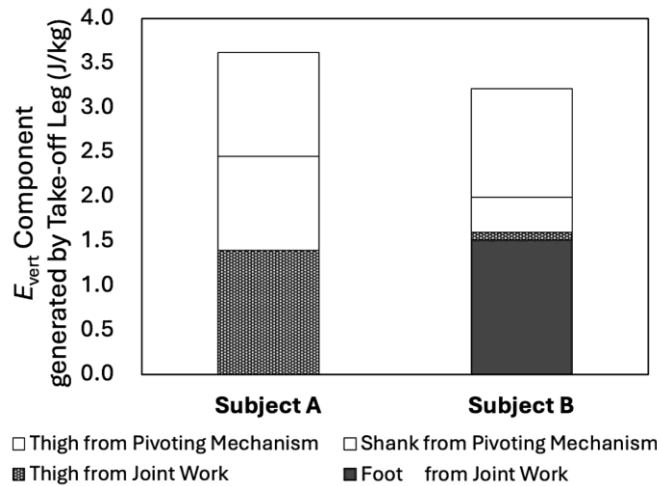 E_vert Component
generated by Take-off Leg (J/kg)
4.0
3.5
3.0
2.5
2.0
1.5
1.0
0.5
0.0
Subject A Subject B
Thigh from Pivoting Mechanism Shank from Pivoting Mechanism
Thigh from Joint Work Foot from Joint Work